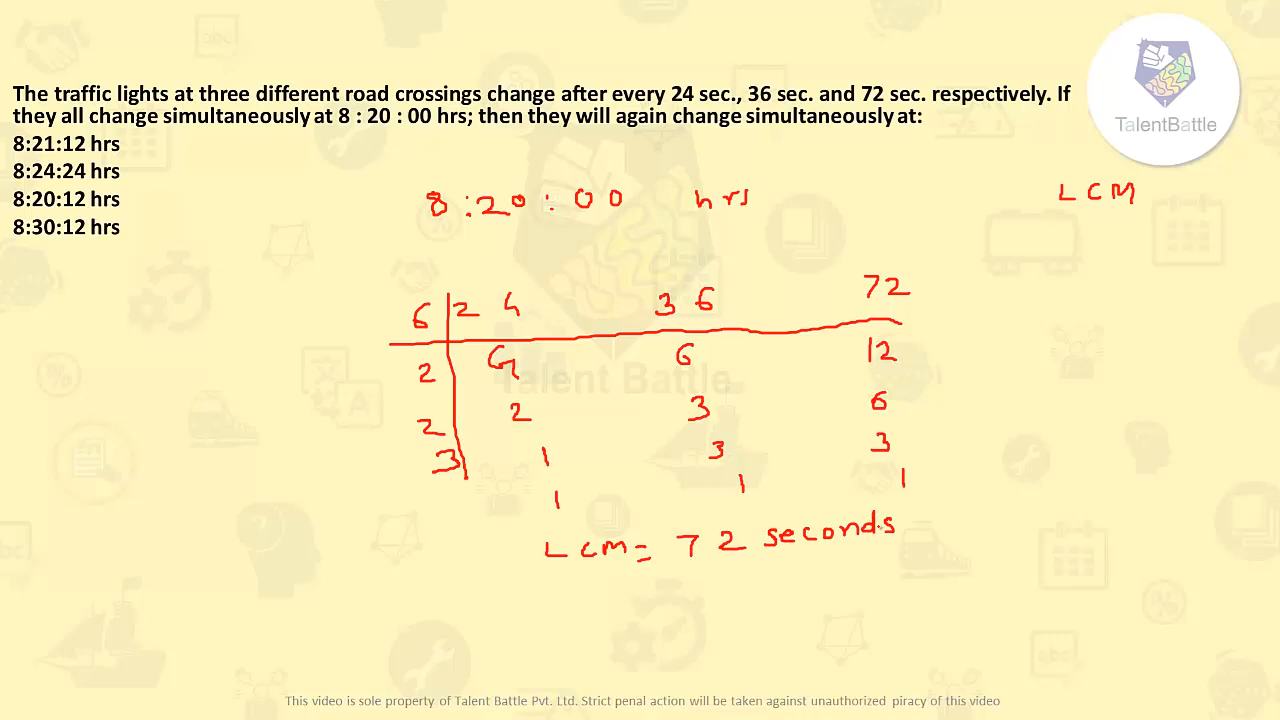 The traffic lights at three different road crossings change after every 24 sec., 36 sec. and 72 sec. respectively. If
they all change simultaneously at 8 : 20 : 00 hrs; then they will again change simultaneously at:
8:21:12 hrs
8:24:24 hrs
8:20:12 hrs
8:30:12 hrs
TalentBattle
8:20:00 hrs
LCM
6 24 36 72
2 4 6 12
2 2 3 6
3 1 3 3
1 1 1
Talent Battle
LCM = 72 seconds
This video is sole property of Talent Battle Pvt. Ltd. Strict penal action will be taken against unauthorized piracy of this video